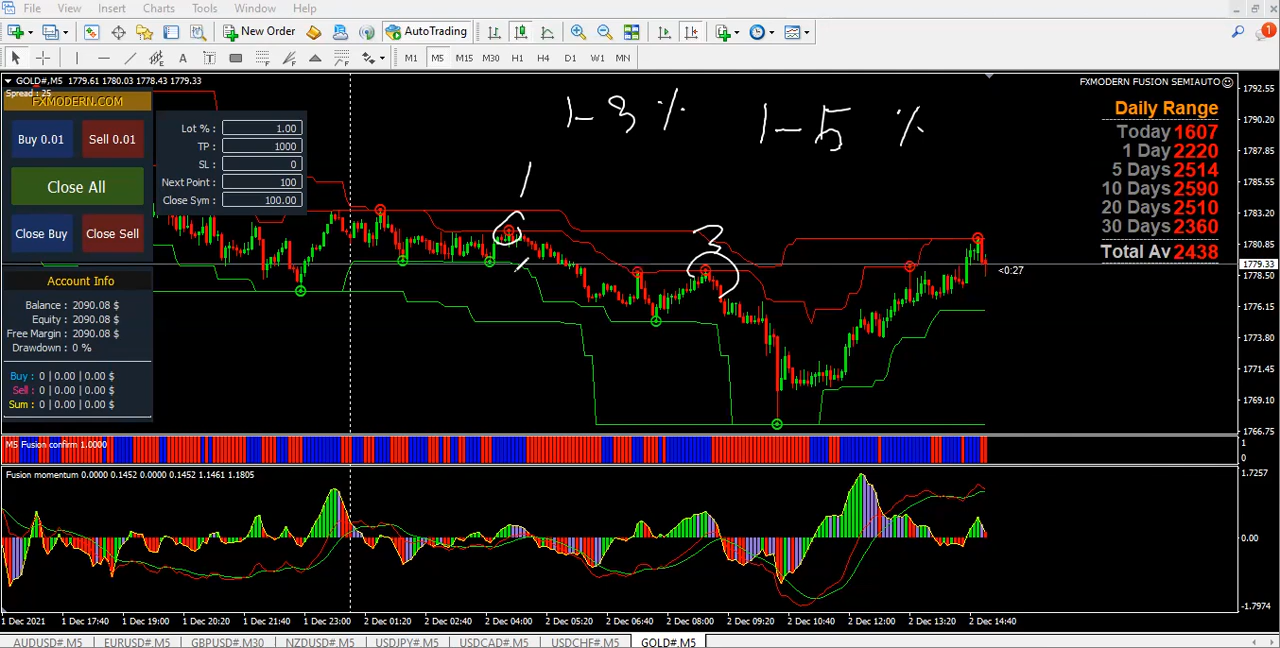 File View Insert Charts Tools Window Help
New Order AutoTrading 1
A T M1 M5 M15 M30 H1 H4 D1 W1 MN
GOLD#,M5 1779.61 1780.03 1778.43 1779.33
FXMODERN FUSION SEMIAUTO
Spread : 25
FXMODERN.COM
Buy 0.01 Sell 0.01
Close All
Close Buy Close Sell
Lot % : 1.00
TP : 1000
SL : 0
Next Point : 100
Close Sym : 100.00
Account Info
Balance : 2090.08 $
Equity : 2090.08 $
Free Margin : 2090.08 $
Drawdown : 0 %
Buy : 0 | 0.00 | 0.00 $
Sell : 0 | 0.00 | 0.00 $
Sum : 0 | 0.00 | 0.00 $
1-3 % 1-5 %
1
3
<0:27
Daily Range
Today 1607
1 Day 2220
5 Days 2514
10 Days 2590
20 Days 2510
30 Days 2360
Total Av 2438
1792.55
1790.20
1787.85
1785.55
1783.20
1780.85
1779.33
1778.50
1776.15
1773.80
1771.45
1769.10
1766.75
M5 Fusion confirm 1.0000
1
0
Fusion momentum 0.0000 0.1452 0.0000 0.1452 1.1461 1.1805
1.7257
0.00
-1.7974
1 Dec 2021 1 Dec 17:40 1 Dec 19:00 1 Dec 20:20 1 Dec 21:40 1 Dec 23:00 2 Dec 01:20 2 Dec 02:40 2 Dec 04:00 2 Dec 05:20 2 Dec 06:40 2 Dec 08:00 2 Dec 09:20 2 Dec 10:40 2 Dec 12:00 2 Dec 13:20 2 Dec 14:40
AUDUSD#,M5 EURUSD#,M5 GBPUSD#,M30 NZDUSD#,M5 USDJPY#,M5 USDCAD#,M5 USDCHF#,M5 GOLD#,M5